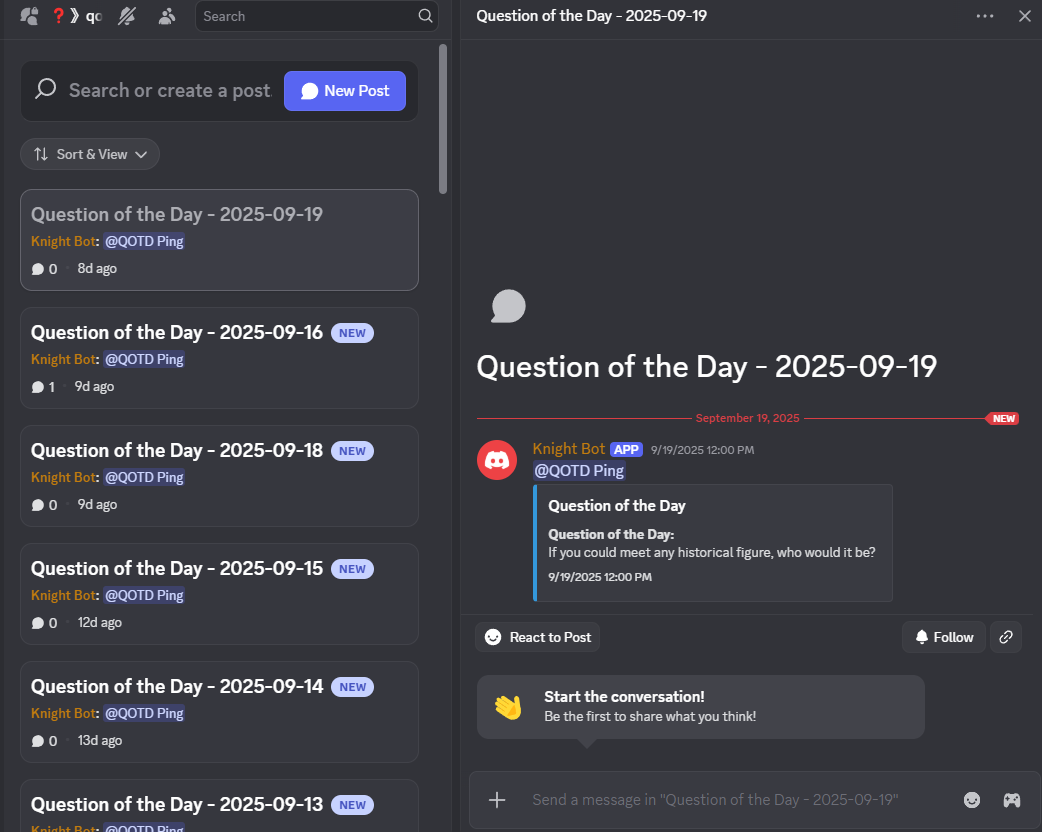 ❓ 》qo
Search
Search or create a post
New Post
Sort & View
Question of the Day - 2025-09-19
Knight Bot: @QOTD Ping
0 · 8d ago
Question of the Day - 2025-09-16 NEW
Knight Bot: @QOTD Ping
1 · 9d ago
Question of the Day - 2025-09-18 NEW
Knight Bot: @QOTD Ping
0 · 9d ago
Question of the Day - 2025-09-15 NEW
Knight Bot: @QOTD Ping
0 · 12d ago
Question of the Day - 2025-09-14 NEW
Knight Bot: @QOTD Ping
0 · 13d ago
Question of the Day - 2025-09-13 NEW
Knight Bot: @QOTD Ping
Question of the Day - 2025-09-19
Question of the Day - 2025-09-19
September 19, 2025 NEW
Knight Bot APP 9/19/2025 12:00 PM
@QOTD Ping
Question of the Day
Question of the Day:
If you could meet any historical figure, who would it be?
9/19/2025 12:00 PM
React to Post
Follow
Start the conversation!
Be the first to share what you think!
Send a message in "Question of the Day - 2025-09-19"